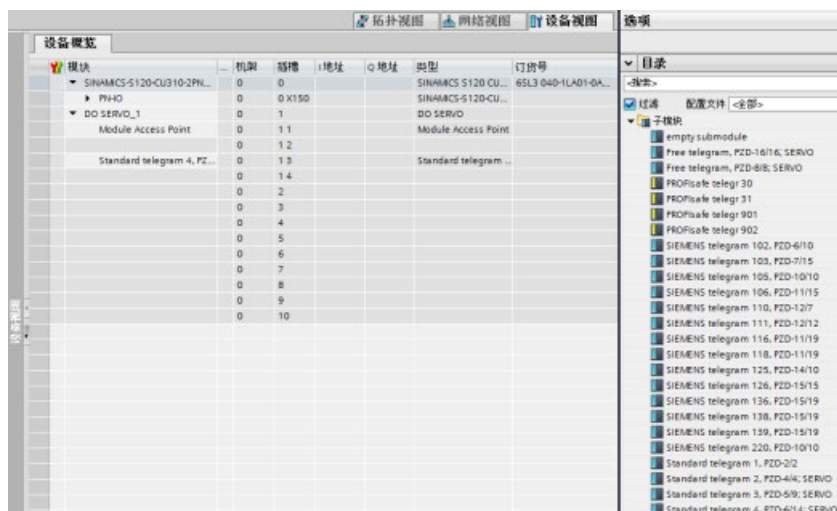 拓扑视图 网络视图 设备视图 选项
设备概览
模块 ... 机架 插槽 I 地址 Q 地址 类型 订货号
目录
SINAMICS-S120-CU310-2PN... 0 0 SINAMICS S120 CU... 6SL3 040-1LA01-0A...
<搜索>
PN-IO 0 0 X150 SINAMICS-S120-CU...
过滤 配置文件 <全部>
DO SERVO_1 0 1 DO SERVO
子模块
Module Access Point 0 1 1 Module Access Point
empty submodule
0 1 2
Free telegram, PZD-16/16; SERVO
Standard telegram 4, PZ... 0 1 3 Standard telegram ...
Free telegram, PZD-8/8; SERVO
0 1 4
PROFIsafe telegr 30
0 2
PROFIsafe telegr 31
0 3
PROFIsafe telegr 901
0 4
PROFIsafe telegr 902
0 5
SIEMENS telegram 102, PZD-6/10
0 6
SIEMENS telegram 103, PZD-7/15
0 7
SIEMENS telegram 105, PZD-10/10
0 8
SIEMENS telegram 106, PZD-11/15
0 9
SIEMENS telegram 110, PZD-12/7
0 10
SIEMENS telegram 111, PZD-12/12
SIEMENS telegram 116, PZD-11/19
SIEMENS telegram 118, PZD-11/19
SIEMENS telegram 125, PZD-14/10
SIEMENS telegram 126, PZD-15/15
SIEMENS telegram 136, PZD-15/19
SIEMENS telegram 138, PZD-15/19
SIEMENS telegram 139, PZD-15/19
SIEMENS telegram 220, PZD-10/10
Standard telegram 1, PZD-2/2
Standard telegram 2, PZD-4/4; SERVO
Standard telegram 3, PZD-5/9; SERVO
Standard telegram 4, PZD-6/14; SERVO
设备视图